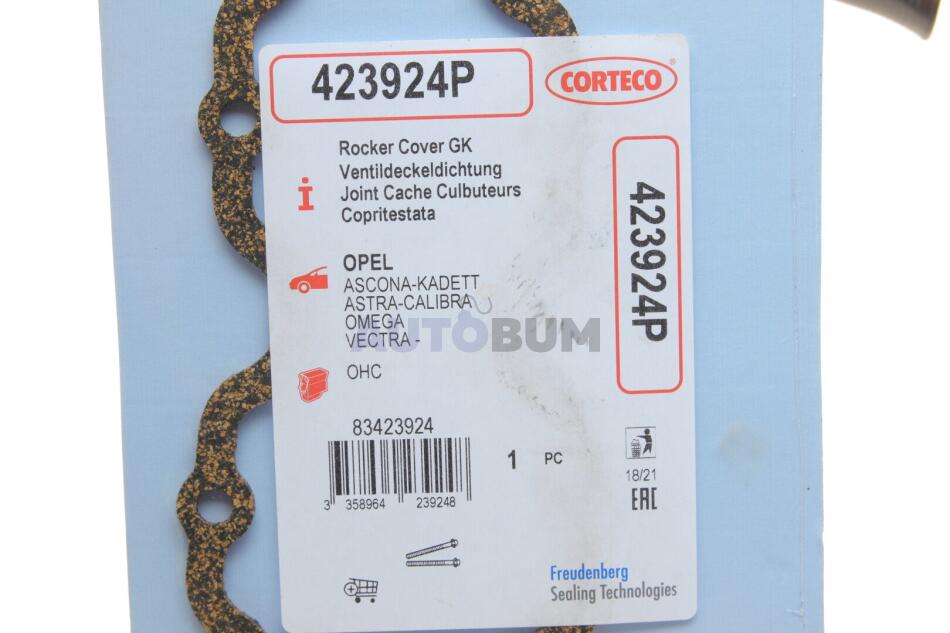 423924P
CORTECO®
Rocker Cover GK
Ventildeckeldichtung
Joint Cache Culbuteurs
Copritestata
423924P
OPEL
ASCONA-KADETT
ASTRA-CALIBRA
OMEGA
VECTRA -
AUTOBUM
OHC
83423924
3 358964 239248
1 PC
18/21
EAC
Freudenberg
Sealing Technologies